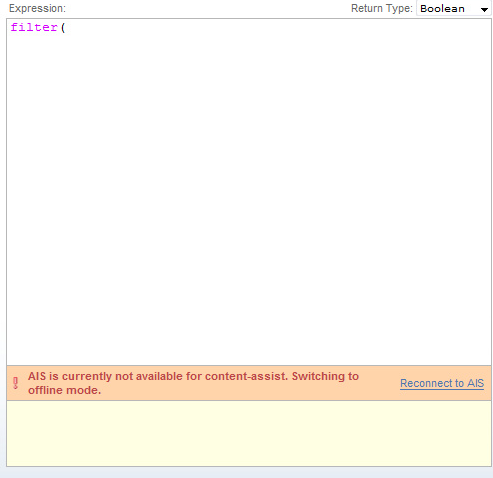 Expression: Return Type: Boolean
filter(
AIS is currently not available for content-assist. Switching to
offline mode. Reconnect to AIS